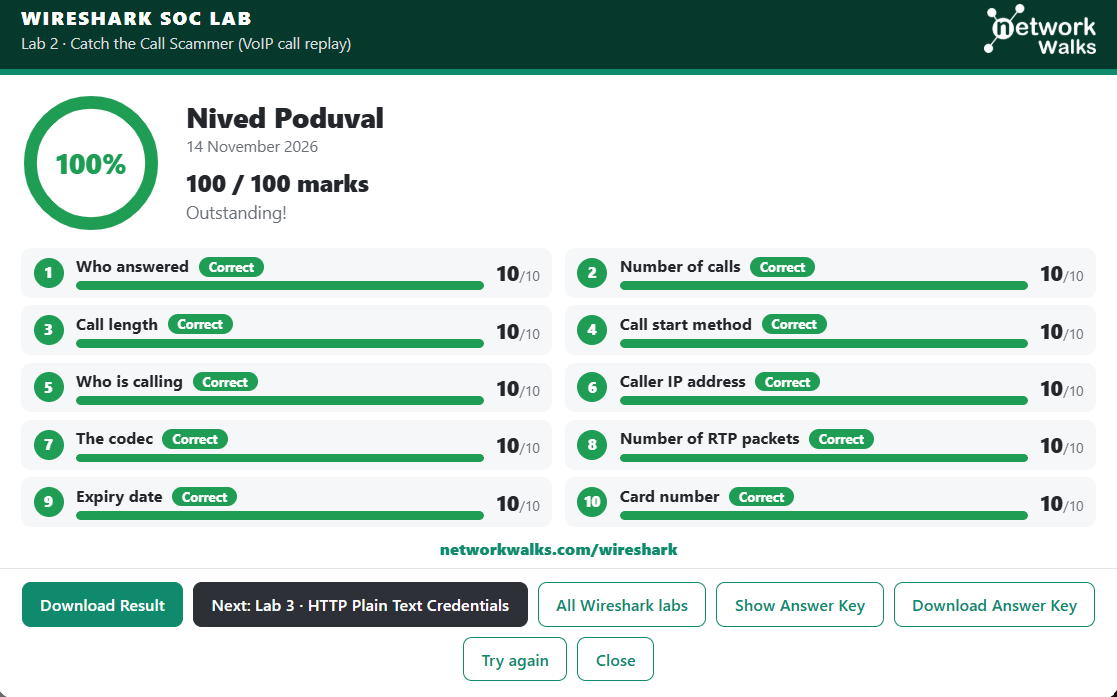 WIRESHARK SOC LAB
Lab 2 · Catch the Call Scammer (VoIP call replay)
network
Walks
100%
Nived Poduval
14 November 2026
100 / 100 marks
Outstanding!
1 Who answered Correct 10/10
2 Number of calls Correct 10/10
3 Call length Correct 10/10
4 Call start method Correct 10/10
5 Who is calling Correct 10/10
6 Caller IP address Correct 10/10
7 The codec Correct 10/10
8 Number of RTP packets Correct 10/10
9 Expiry date Correct 10/10
10 Card number Correct 10/10
networkwalks.com/wireshark
Download Result
Next: Lab 3 · HTTP Plain Text Credentials
All Wireshark labs
Show Answer Key
Download Answer Key
Try again
Close